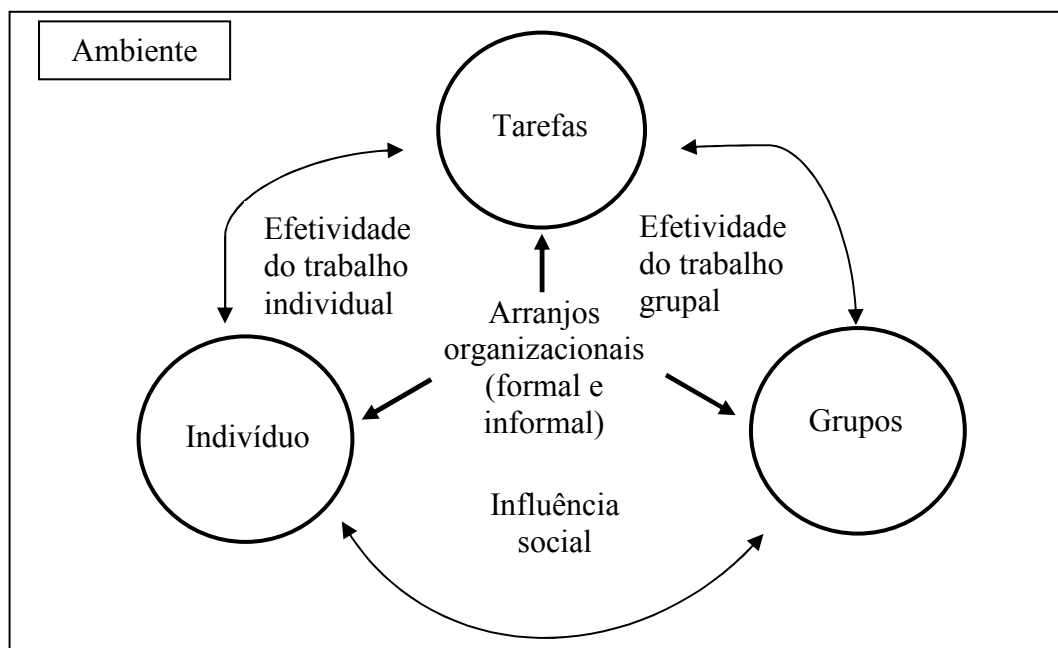 Ambiente
Tarefas
Efetividade
do trabalho
individual
Efetividade
do trabalho
grupal
Arranjos
organizacionais
(formal e
informal)
Indivíduo
Grupos
Influência
social